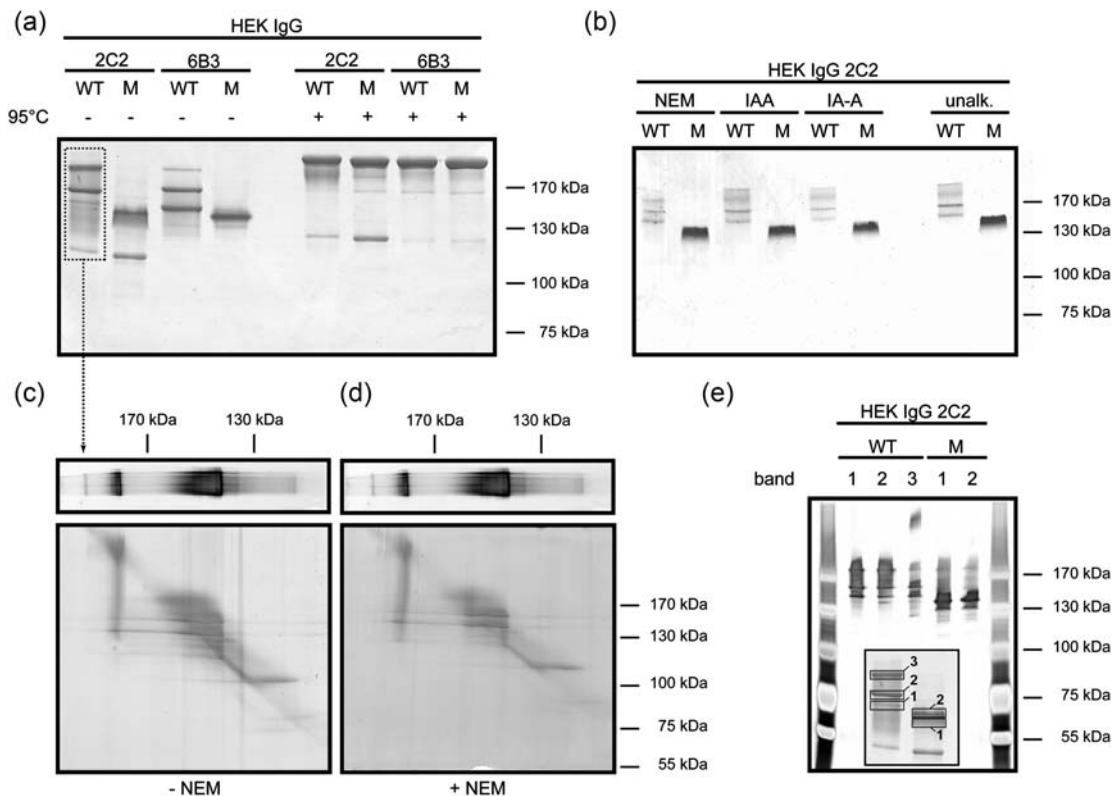 (a)
HEK IgG
2C2 6B3 2C2 6B3
WT M WT M WT M WT M
95°C - - - - + + + +
170 kDa
130 kDa
100 kDa
75 kDa
(b)
HEK IgG 2C2
NEM IAA IA-A unalk.
WT M WT M WT M WT M
170 kDa
130 kDa
100 kDa
75 kDa
(c)
170 kDa 130 kDa
- NEM
(d)
170 kDa 130 kDa
170 kDa
130 kDa
100 kDa
75 kDa
55 kDa
+ NEM
(e)
HEK IgG 2C2
WT M
band 1 2 3 1 2
170 kDa
130 kDa
100 kDa
75 kDa
55 kDa
3
2
1
2
1